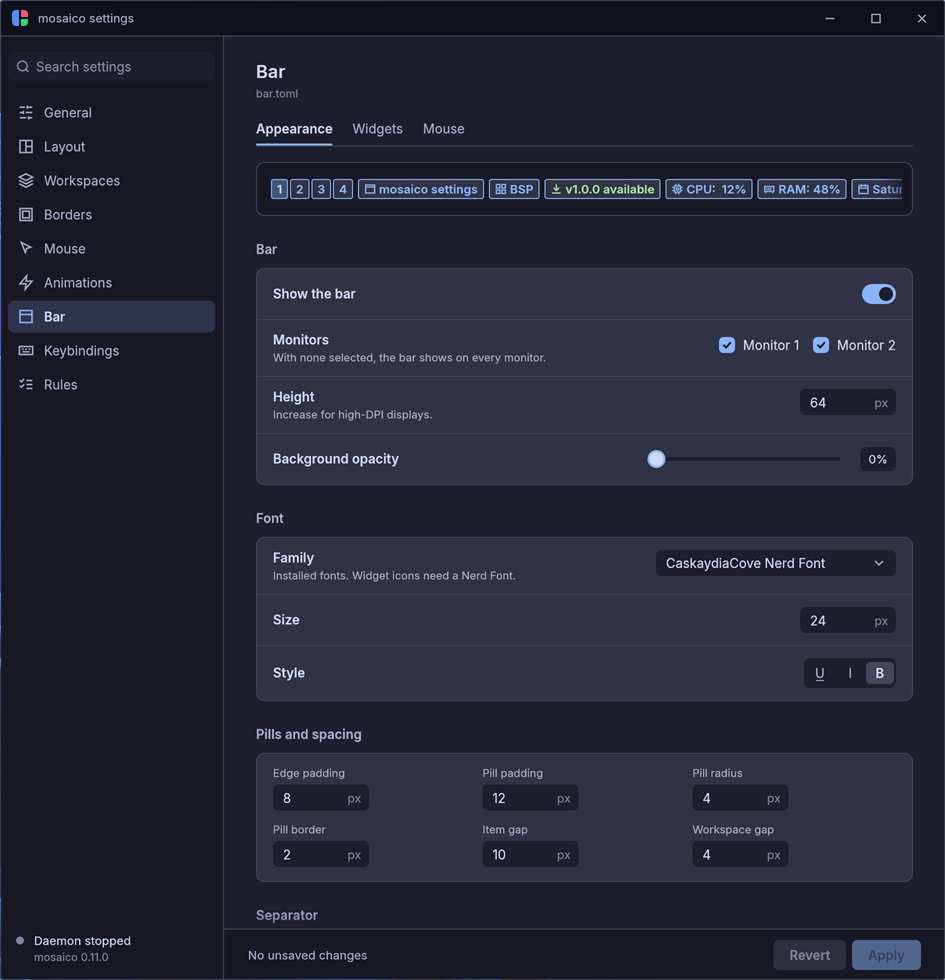 mosaico settings
Search settings
General
Layout
Workspaces
Borders
Mouse
Animations
Bar
Keybindings
Rules
Daemon stopped
mosaico 0.11.0
Bar
bar.toml
Appearance Widgets Mouse
1 2 3 4 mosaico settings BSP v1.0.0 available CPU: 12% RAM: 48% Satur
Bar
Show the bar
Monitors
With none selected, the bar shows on every monitor.
Monitor 1 Monitor 2
Height
Increase for high-DPI displays.
64 px
Background opacity
0%
Font
Family
Installed fonts. Widget icons need a Nerd Font.
CaskaydiaCove Nerd Font
Size
24 px
Style
U I B
Pills and spacing
Edge padding Pill padding Pill radius
8 px 12 px 4 px
Pill border Item gap Workspace gap
2 px 10 px 4 px
Separator
No unsaved changes
Revert Apply